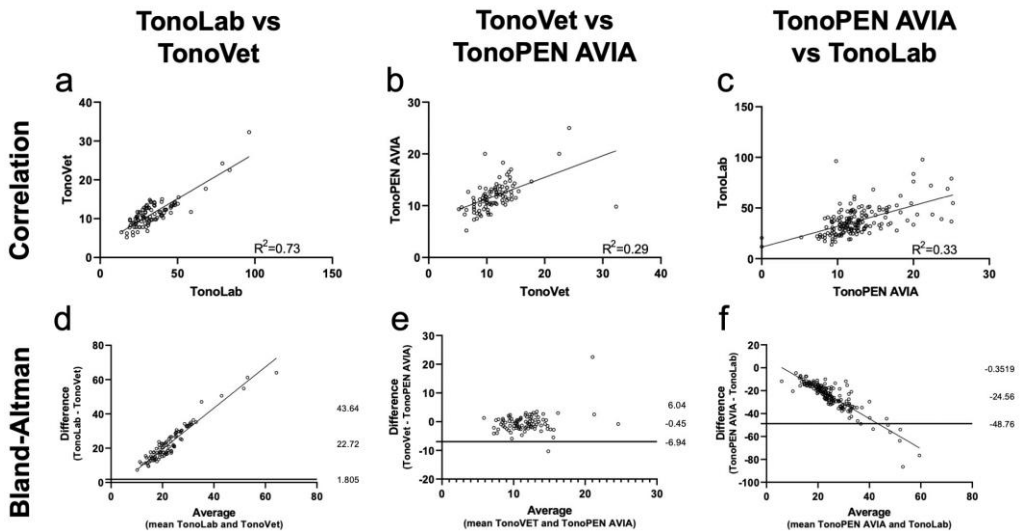 TonoLab vs
TonoVet
TonoVet vs
TonoPEN AVIA
TonoPEN AVIA
vs TonoLab
Correlation
a
TonoVet
40
30
20
10
0
0
50
100
150
R²=0.73
TonoLab
b
TonoPEN AVIA
30
20
10
0
0
10
20
30
40
R²=0.29
TonoVet
c
TonoLab
150
100
50
0
0
10
20
30
R²=0.33
TonoPEN AVIA
Bland-Altman
d
Difference
(TonoLab - TonoVet)
80
60
40
20
0
0
20
40
60
80
43.64
22.72
1.805
Average
(mean TonoLab and TonoVet)
e
Difference
(TonoVet - TonoPEN AVIA)
30
20
10
0
-10
-20
0
5
10
15
20
25
30
6.04
-0.45
-6.94
Average
(mean TonoVET and TonoPEN AVIA)
f
Difference
(TonoPEN AVIA - TonoLab)
20
0
-20
-40
-60
-80
-100
0
20
40
60
80
-0.3519
-24.56
-48.76
Average
(mean TonoPEN AVIA and TonoLab)